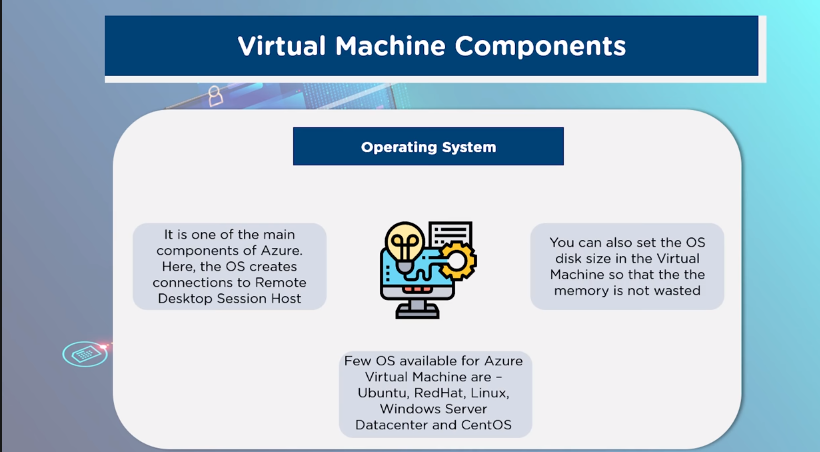 Virtual Machine Components
Operating System
It is one of the main
components of Azure.
Here, the OS creates
connections to Remote
Desktop Session Host
You can also set the OS
disk size in the Virtual
Machine so that the the
memory is not wasted
Few OS available for Azure
Virtual Machine are –
Ubuntu, RedHat, Linux,
Windows Server
Datacenter and CentOS